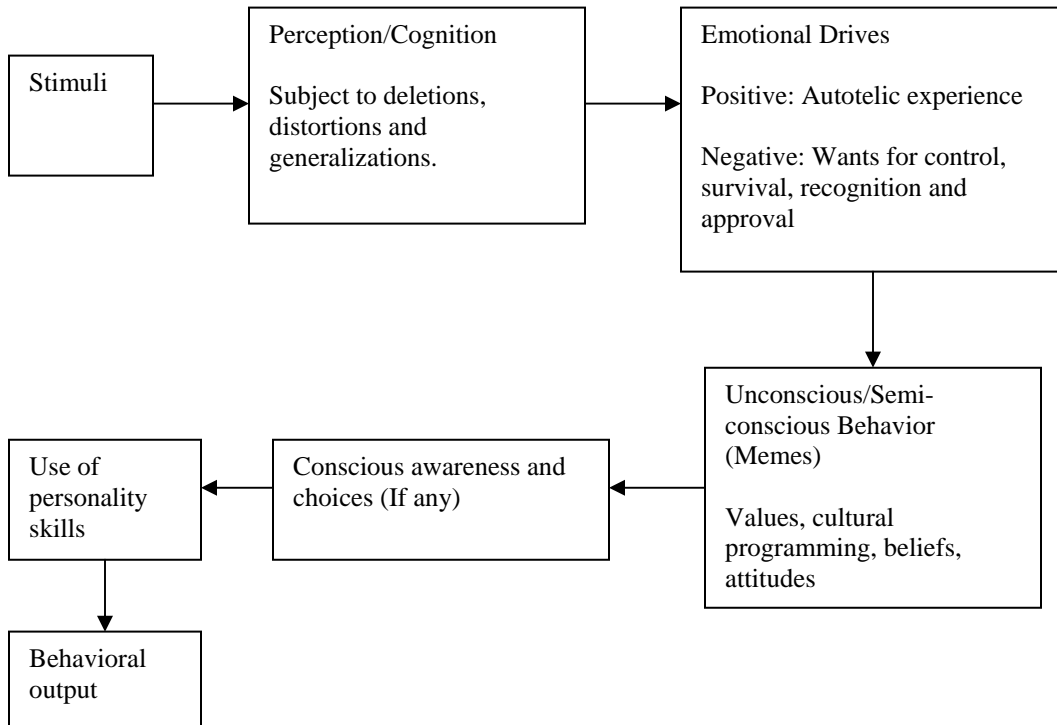 Stimuli
Perception/Cognition
Subject to deletions,
distortions and
generalizations.
Emotional Drives
Positive: Autotelic experience
Negative: Wants for control,
survival, recognition and
approval
Unconscious/Semi-
conscious Behavior
(Memes)
Values, cultural
programming, beliefs,
attitudes
Conscious awareness and
choices (If any)
Use of
personality
skills
Behavioral
output